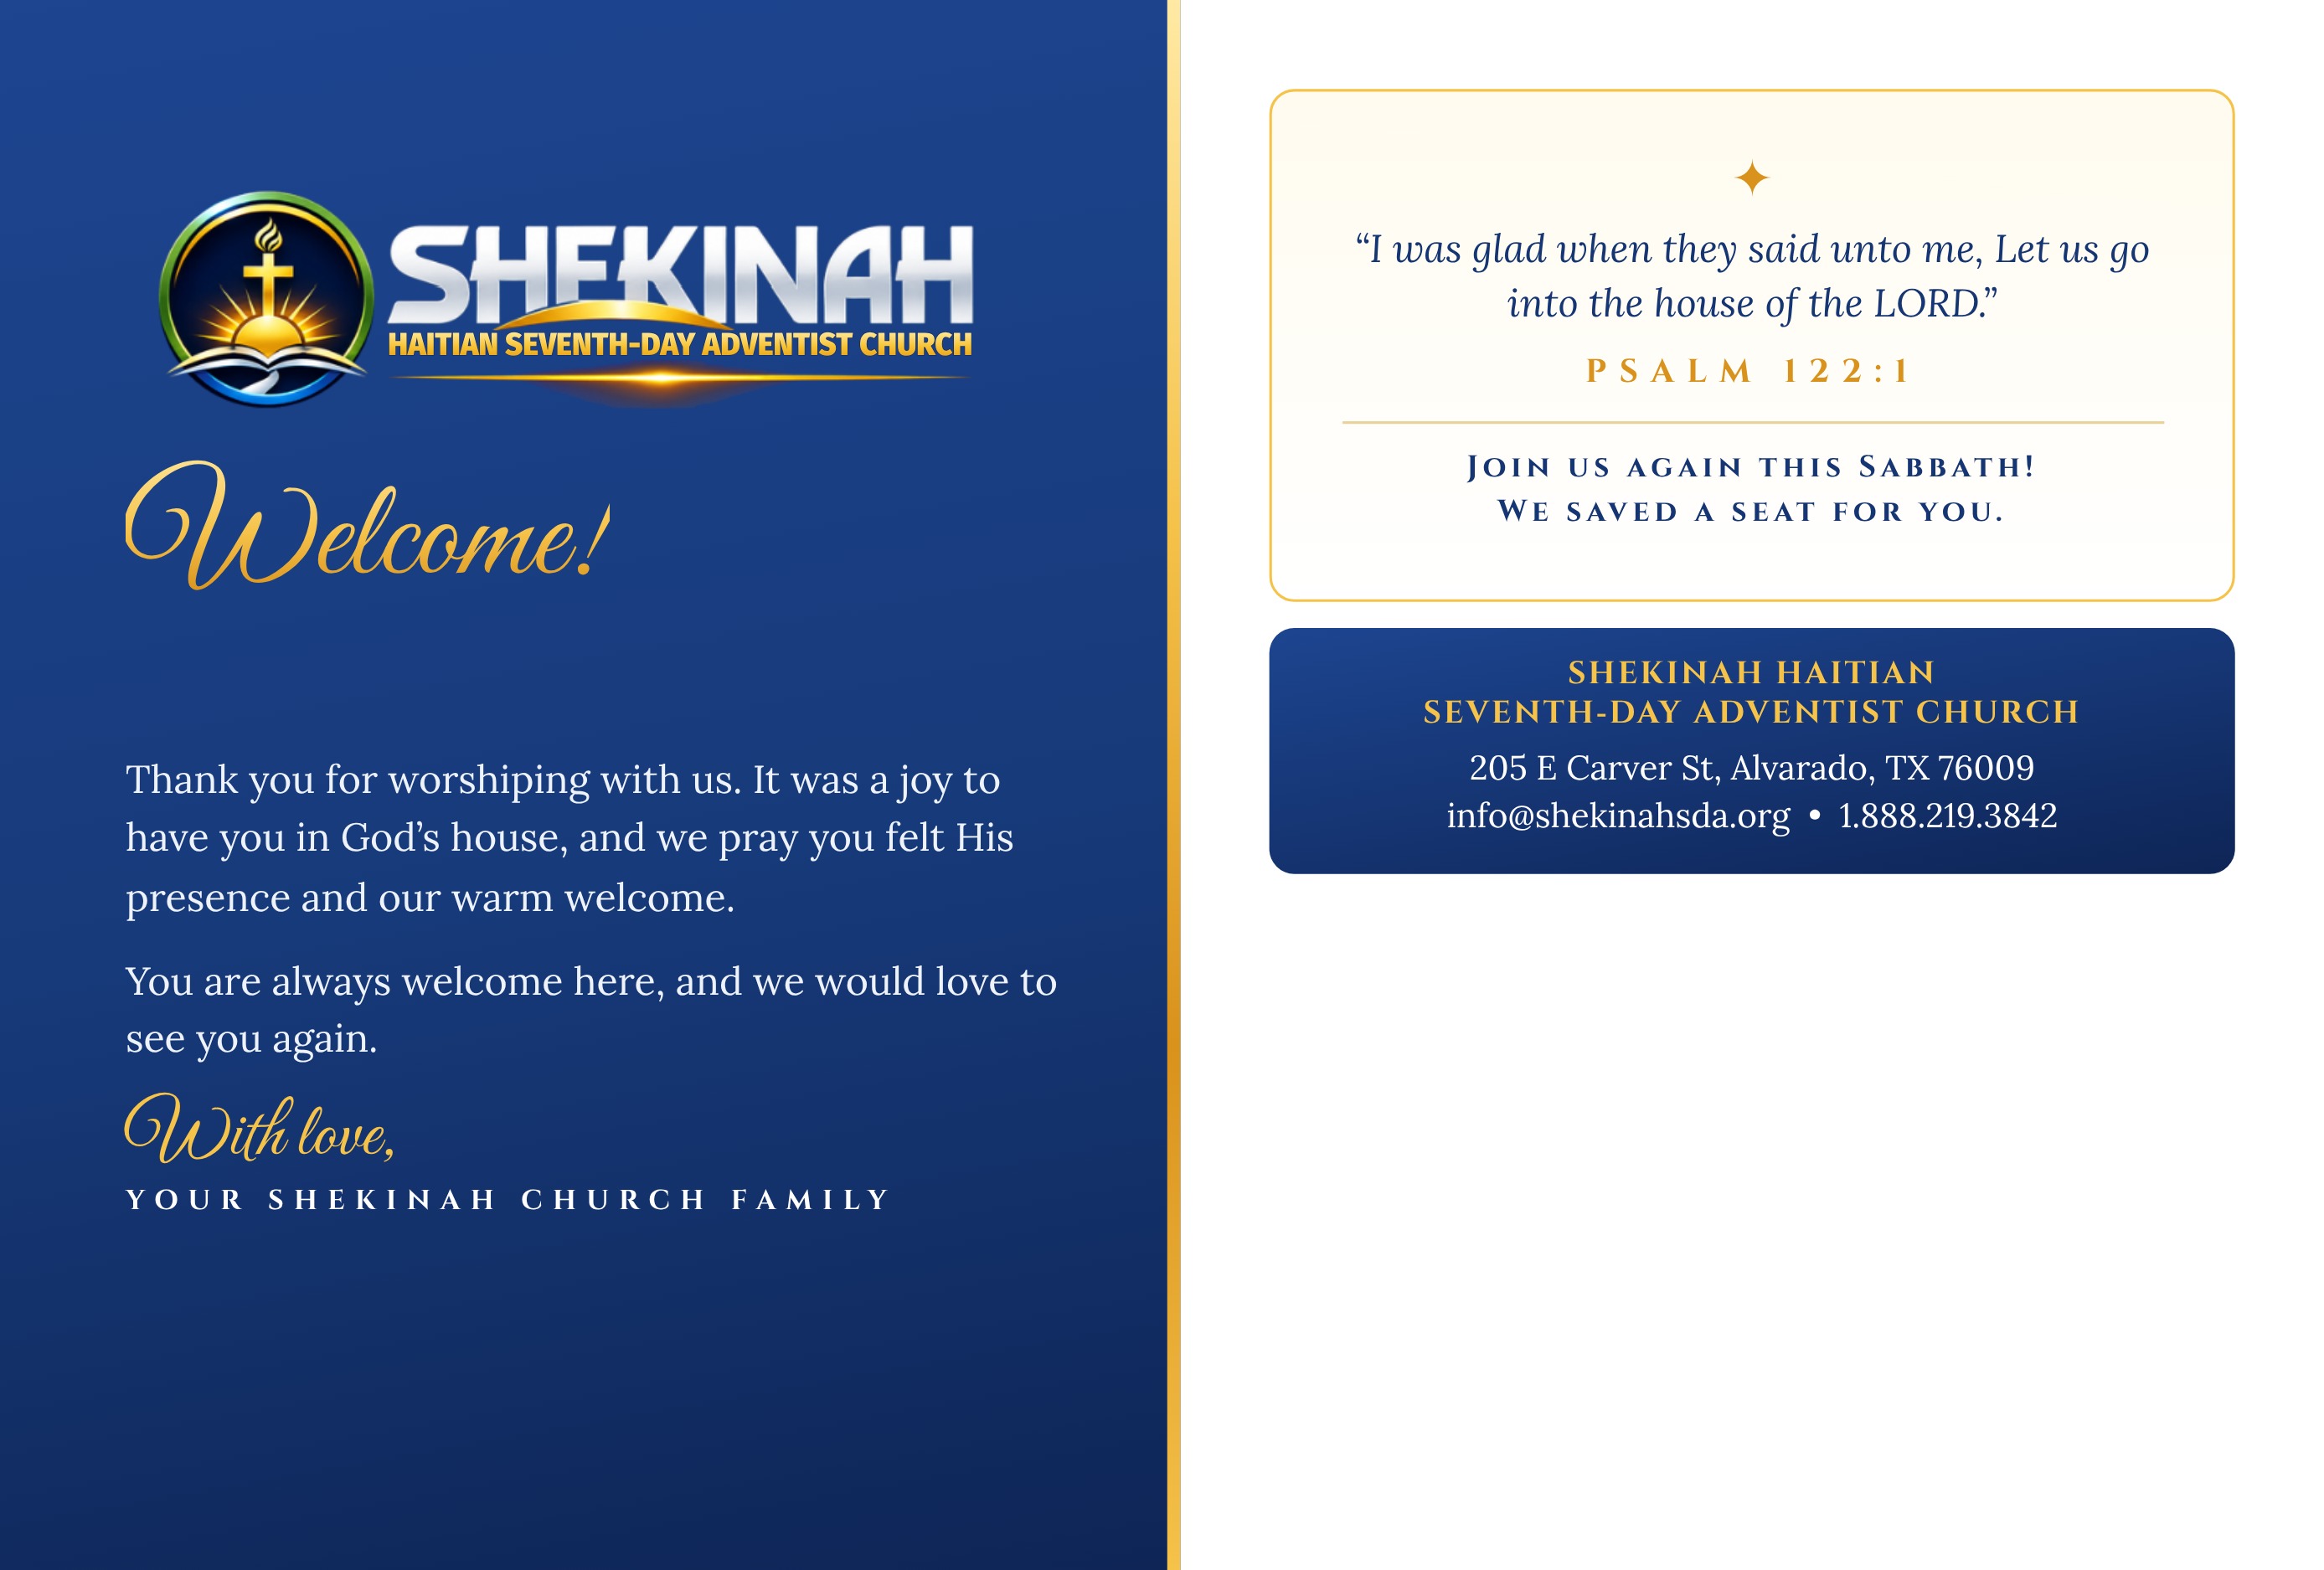 SHEKINAH
HAITIAN SEVENTH-DAY ADVENTIST CHURCH
Welcome!
Thank you for worshiping with us. It was a joy to
have you in God’s house, and we pray you felt His
presence and our warm welcome.
You are always welcome here, and we would love to
see you again.
With love,
YOUR SHEKINAH CHURCH FAMILY
“I was glad when they said unto me, Let us go
into the house of the LORD.”
PSALM 122:1
Join us again this Sabbath!
We saved a seat for you.
SHEKINAH HAITIAN
SEVENTH-DAY ADVENTIST CHURCH
205 E Carver St, Alvarado, TX 76009
info@shekinahsda.org • 1.888.219.3842